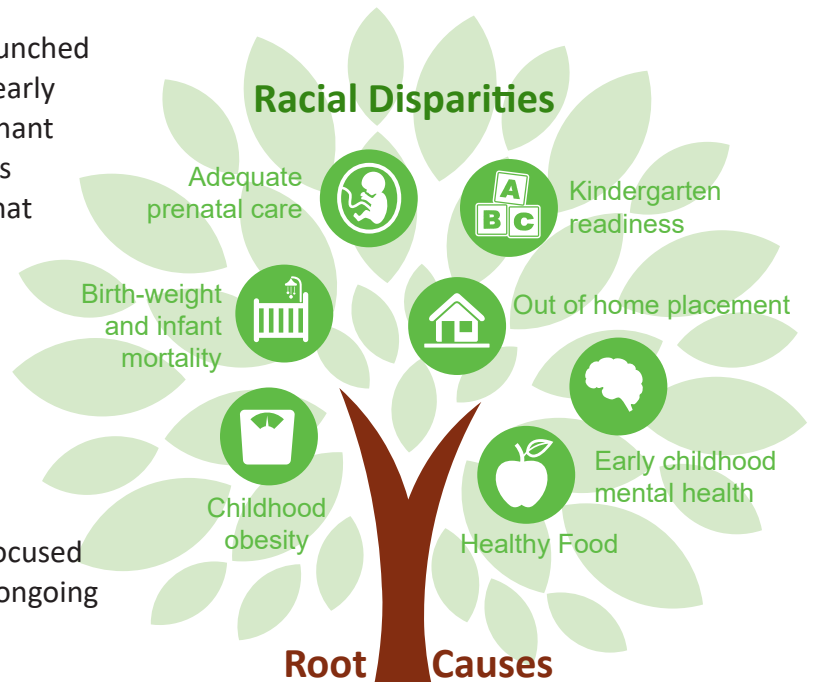 unched
early
nant
s
hat
ocused
ongoing
Racial Disparities
Adequate
prenatal care
A
B C
Kindergarten
readiness
Birth-weight
and infant
mortality
Out of home placement
Early childhood
mental health
Childhood
obesity
Healthy Food
Root Causes